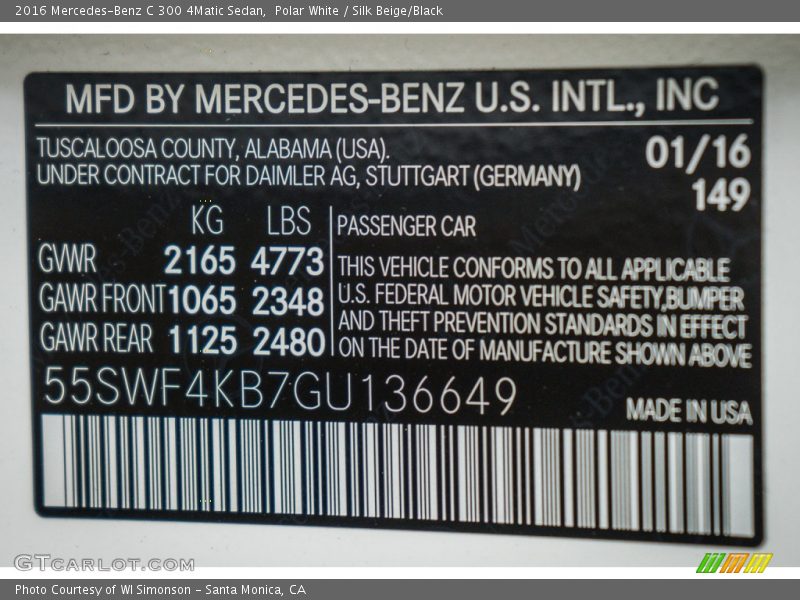 2016 Mercedes-Benz C 300 4Matic Sedan,  Polar White / Silk Beige/Black
MFD BY MERCEDES-BENZ U.S. INTL., INC
TUSCALOOSA COUNTY, ALABAMA (USA).
UNDER CONTRACT FOR DAIMLER AG, STUTTGART (GERMANY)
01/16
149
KG LBS
GVWR 2165 4773
GAWR FRONT 1065 2348
GAWR REAR 1125 2480
PASSENGER CAR
THIS VEHICLE CONFORMS TO ALL APPLICABLE
U.S. FEDERAL MOTOR VEHICLE SAFETY,BUMPER
AND THEFT PREVENTION STANDARDS IN EFFECT
ON THE DATE OF MANUFACTURE SHOWN ABOVE
55SWF4KB7GU136649
MADE IN USA
GTCARLOT.COM
Photo Courtesy of WI Simonson - Santa Monica, CA